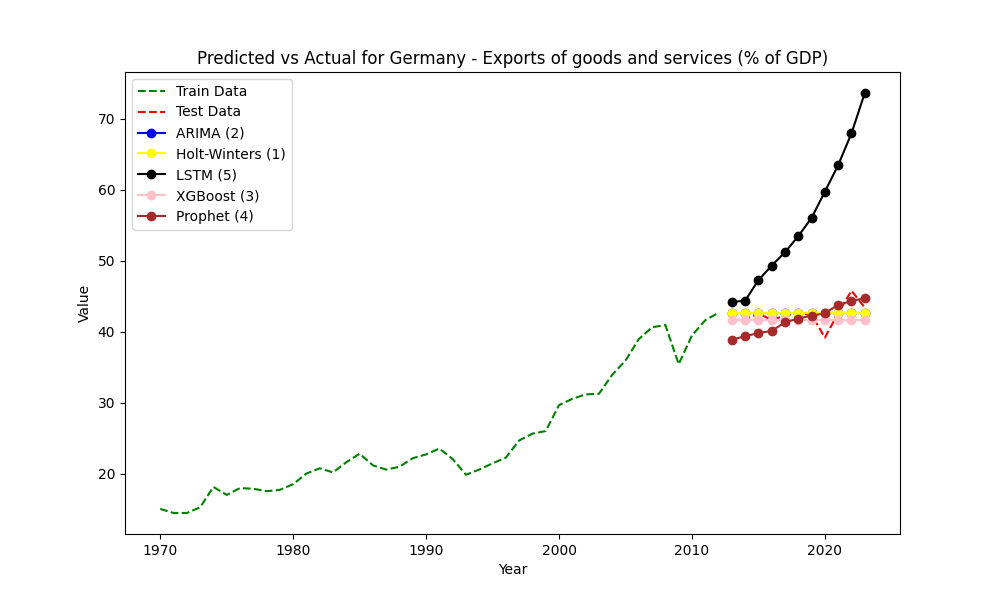 Predicted vs Actual for Germany - Exports of goods and services (% of GDP)
Train Data
Test Data
ARIMA (2)
Holt-Winters (1)
LSTM (5)
XGBoost (3)
Prophet (4)
Value
70
60
50
40
30
20
1970
1980
1990
2000
2010
2020
Year